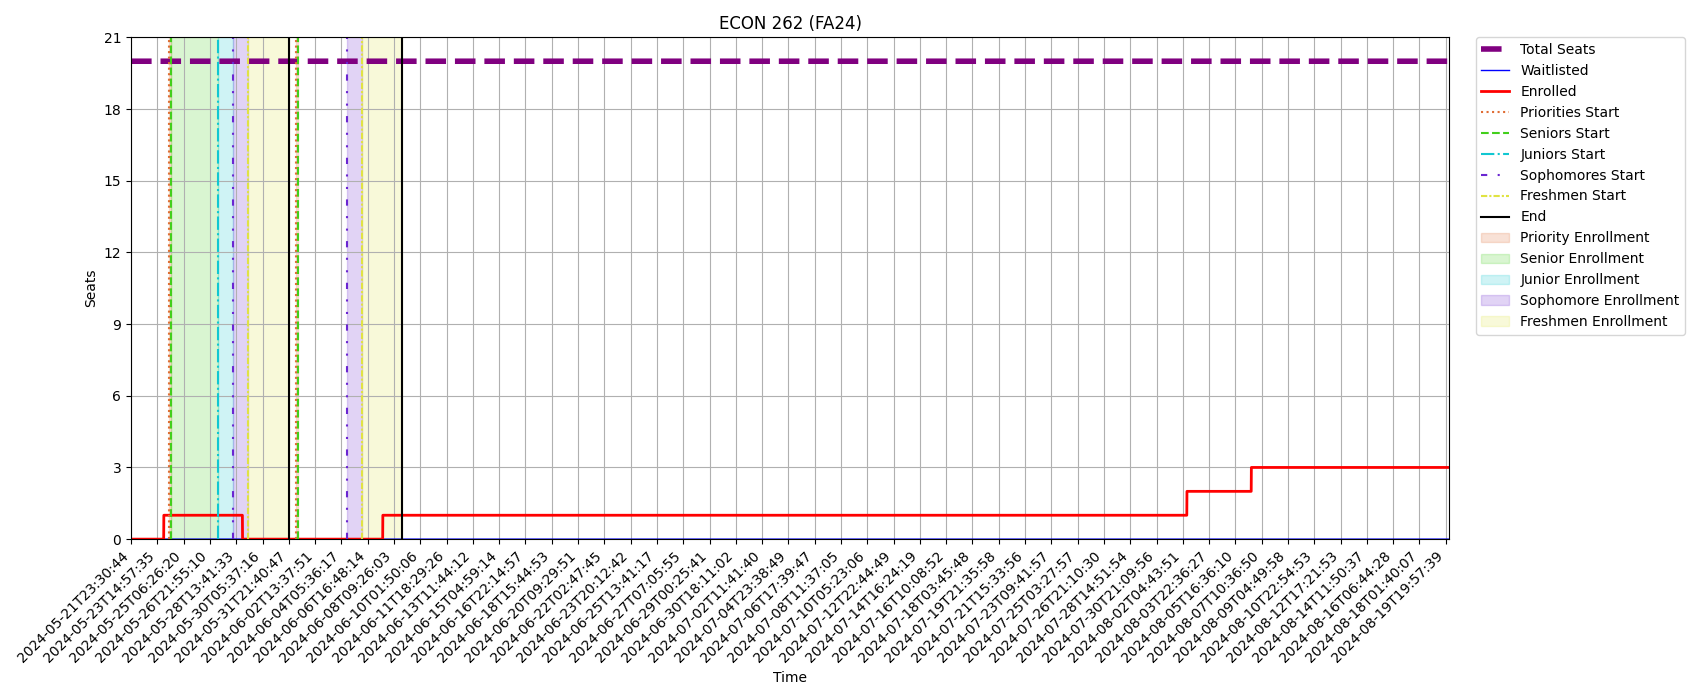 ECON 262 (FA24)
21
18
15
12
9
6
3
0
Seats
2024-05-21T23:30:44
2024-05-23T14:57:35
2024-05-25T06:26:20
2024-05-26T21:55:10
2024-05-28T13:41:33
2024-05-30T05:37:16
2024-05-31T21:40:47
2024-06-02T13:37:51
2024-06-04T05:36:17
2024-06-06T16:48:14
2024-06-08T09:26:03
2024-06-10T01:50:06
2024-06-11T18:29:26
2024-06-13T11:44:12
2024-06-15T04:59:14
2024-06-16T22:14:57
2024-06-18T15:44:53
2024-06-20T09:29:51
2024-06-22T02:47:45
2024-06-23T20:12:42
2024-06-25T13:41:17
2024-06-27T07:05:55
2024-06-29T00:25:41
2024-06-30T18:11:02
2024-07-02T11:41:40
2024-07-04T23:38:49
2024-07-06T17:39:47
2024-07-08T11:37:05
2024-07-10T05:23:06
2024-07-12T22:44:49
2024-07-14T16:24:19
2024-07-16T10:08:52
2024-07-18T03:45:48
2024-07-19T21:35:58
2024-07-21T15:33:56
2024-07-23T09:41:57
2024-07-25T03:27:57
2024-07-26T21:10:30
2024-07-28T14:51:54
2024-07-30T21:09:56
2024-08-02T04:43:51
2024-08-03T22:36:27
2024-08-05T16:36:10
2024-08-07T10:36:50
2024-08-09T04:49:58
2024-08-10T22:54:53
2024-08-12T17:21:53
2024-08-14T11:50:37
2024-08-16T06:44:28
2024-08-18T01:40:07
2024-08-19T19:57:39
Time
Total Seats
Waitlisted
Enrolled
Priorities Start
Seniors Start
Juniors Start
Sophomores Start
Freshmen Start
End
Priority Enrollment
Senior Enrollment
Junior Enrollment
Sophomore Enrollment
Freshmen Enrollment